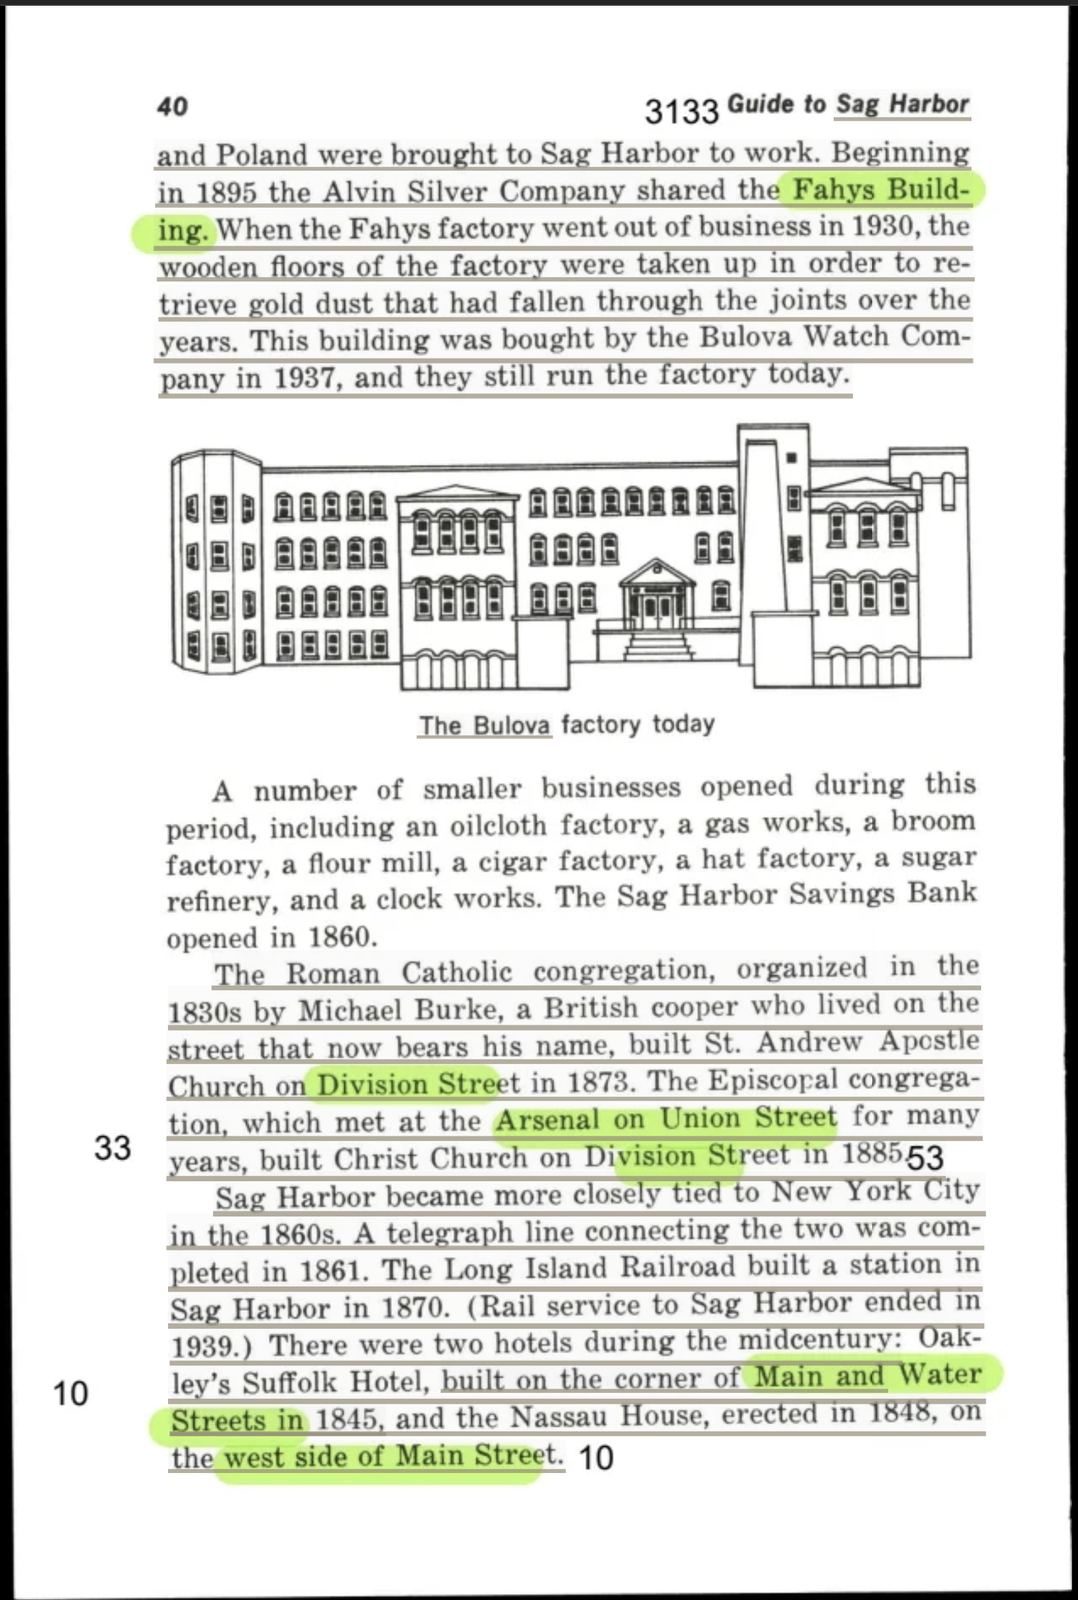 40 3133 Guide to Sag Harbor
and Poland were brought to Sag Harbor to work. Beginning
in 1895 the Alvin Silver Company shared the Fahys Build-
ing. When the Fahys factory went out of business in 1930, the
wooden floors of the factory were taken up in order to re-
trieve gold dust that had fallen through the joints over the
years. This building was bought by the Bulova Watch Com-
pany in 1937, and they still run the factory today.
The Bulova factory today
A number of smaller businesses opened during this
period, including an oilcloth factory, a gas works, a broom
factory, a flour mill, a cigar factory, a hat factory, a sugar
refinery, and a clock works. The Sag Harbor Savings Bank
opened in 1860.
The Roman Catholic congregation, organized in the
1830s by Michael Burke, a British cooper who lived on the
street that now bears his name, built St. Andrew Apostle
Church on Division Street in 1873. The Episcopal congrega-
tion, which met at the Arsenal on Union Street for many
33 years, built Christ Church on Division Street in 1885.53
Sag Harbor became more closely tied to New York City
in the 1860s. A telegraph line connecting the two was com-
pleted in 1861. The Long Island Railroad built a station in
Sag Harbor in 1870. (Rail service to Sag Harbor ended in
1939.) There were two hotels during the midcentury: Oak-
10 ley's Suffolk Hotel, built on the corner of Main and Water
Streets in 1845, and the Nassau House, erected in 1848, on
the west side of Main Street. 10